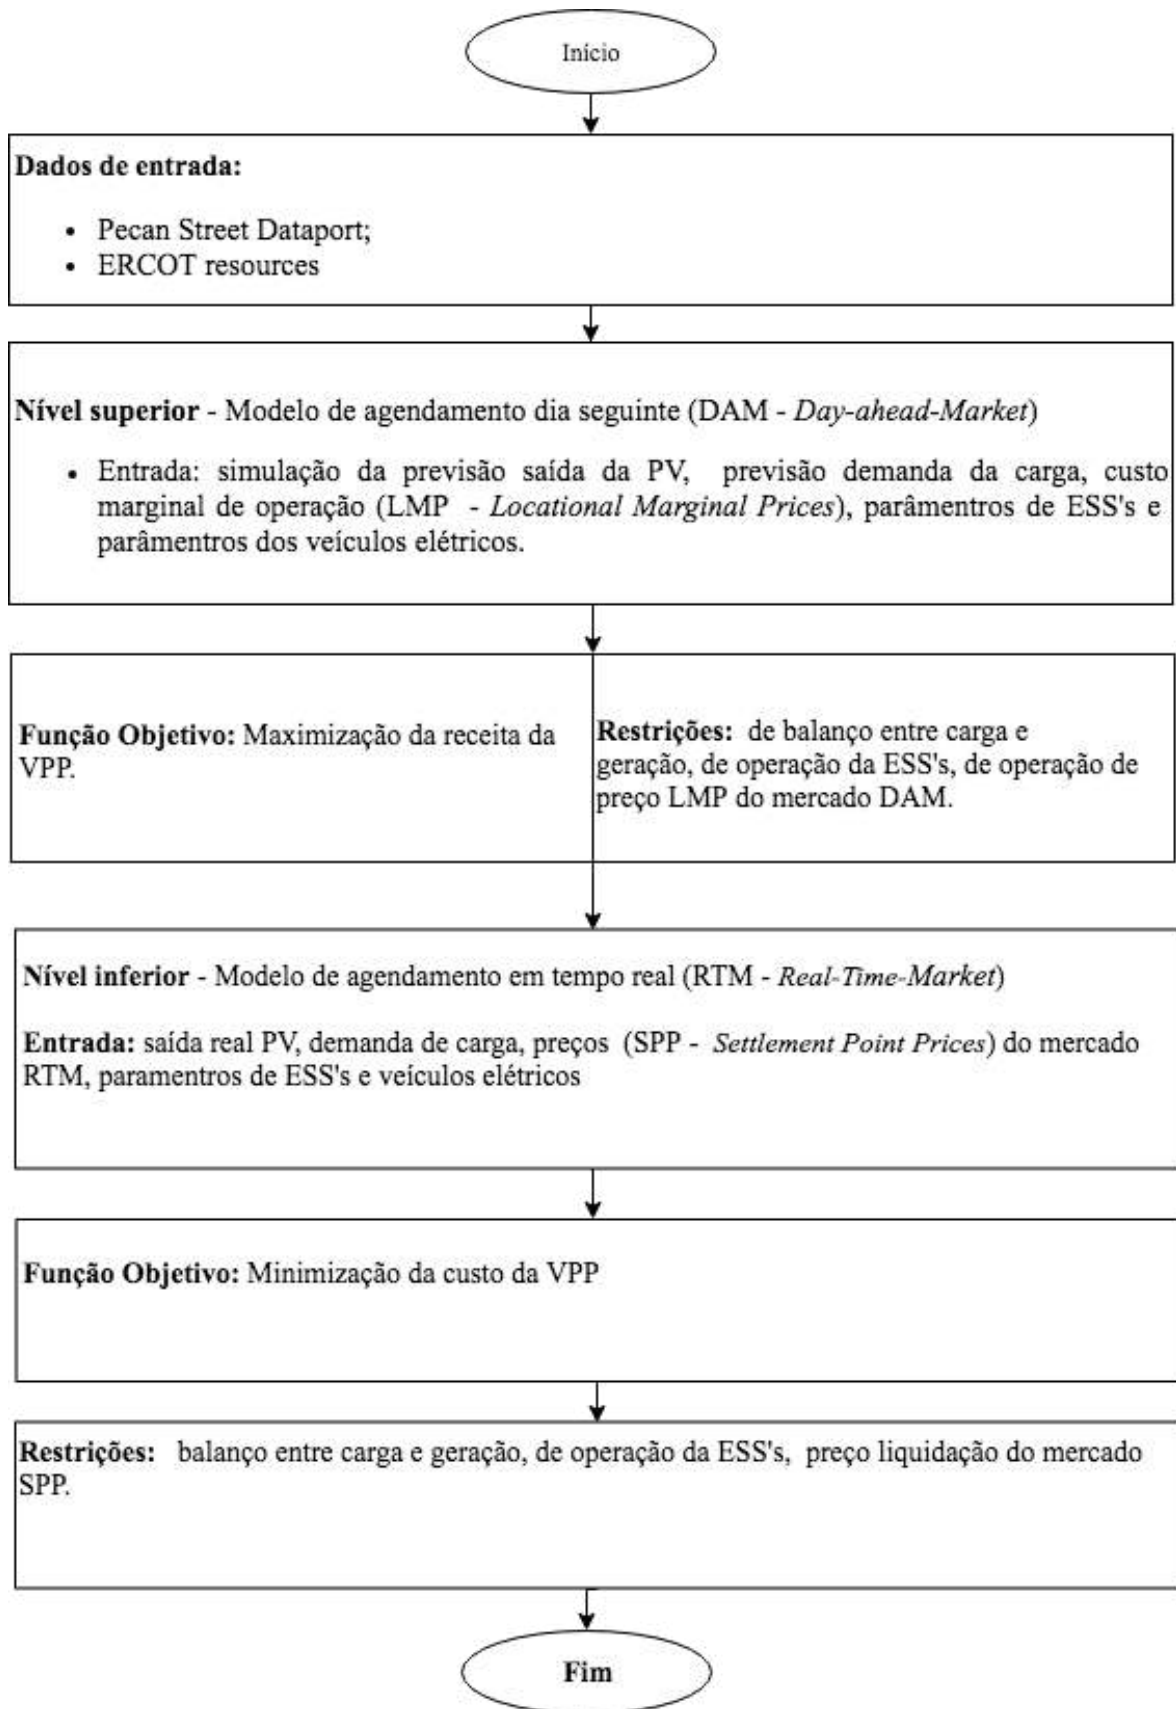 Início
Dados de entrada:
• Pecan Street Dataport;
• ERCOT resources
Nível superior - Modelo de agendamento dia seguinte (DAM - Day-ahead-Market)
• Entrada: simulação da previsão saída da PV, previsão demanda da carga, custo
marginal de operação (LMP - Locational Marginal Prices), parâmentros de ESS's e
parâmentros dos veículos elétricos.
Função Objetivo: Maximização da receita da
VPP.
Restrições: de balanço entre carga e
geração, de operação da ESS's, de operação de
preço LMP do mercado DAM.
Nível inferior - Modelo de agendamento em tempo real (RTM - Real-Time-Market)
Entrada: saída real PV, demanda de carga, preços (SPP - Settlement Point Prices) do mercado
RTM, paramentros de ESS's e veículos elétricos
Função Objetivo: Minimização da custo da VPP
Restrições: balanço entre carga e geração, de operação da ESS's, preço liquidação do mercado
SPP.
Fim